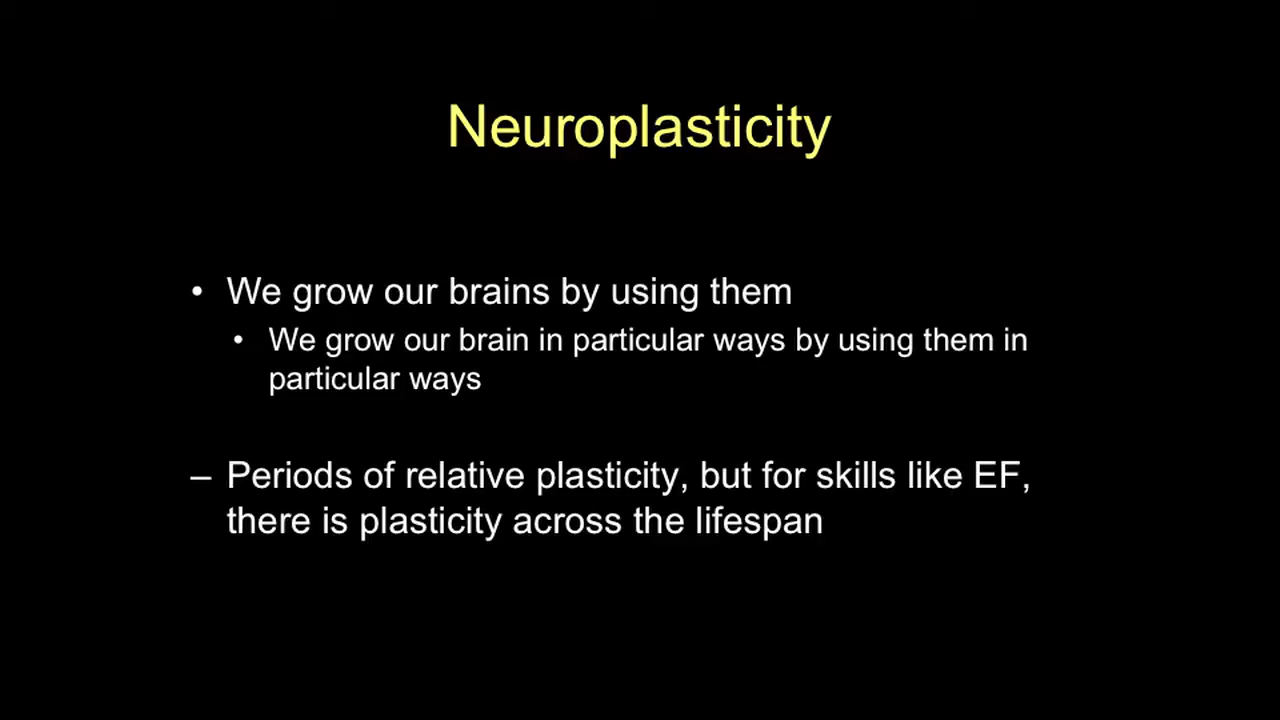 Neuroplasticity
• We grow our brains by using them
• We grow our brain in particular ways by using them in
particular ways
– Periods of relative plasticity, but for skills like EF,
there is plasticity across the lifespan